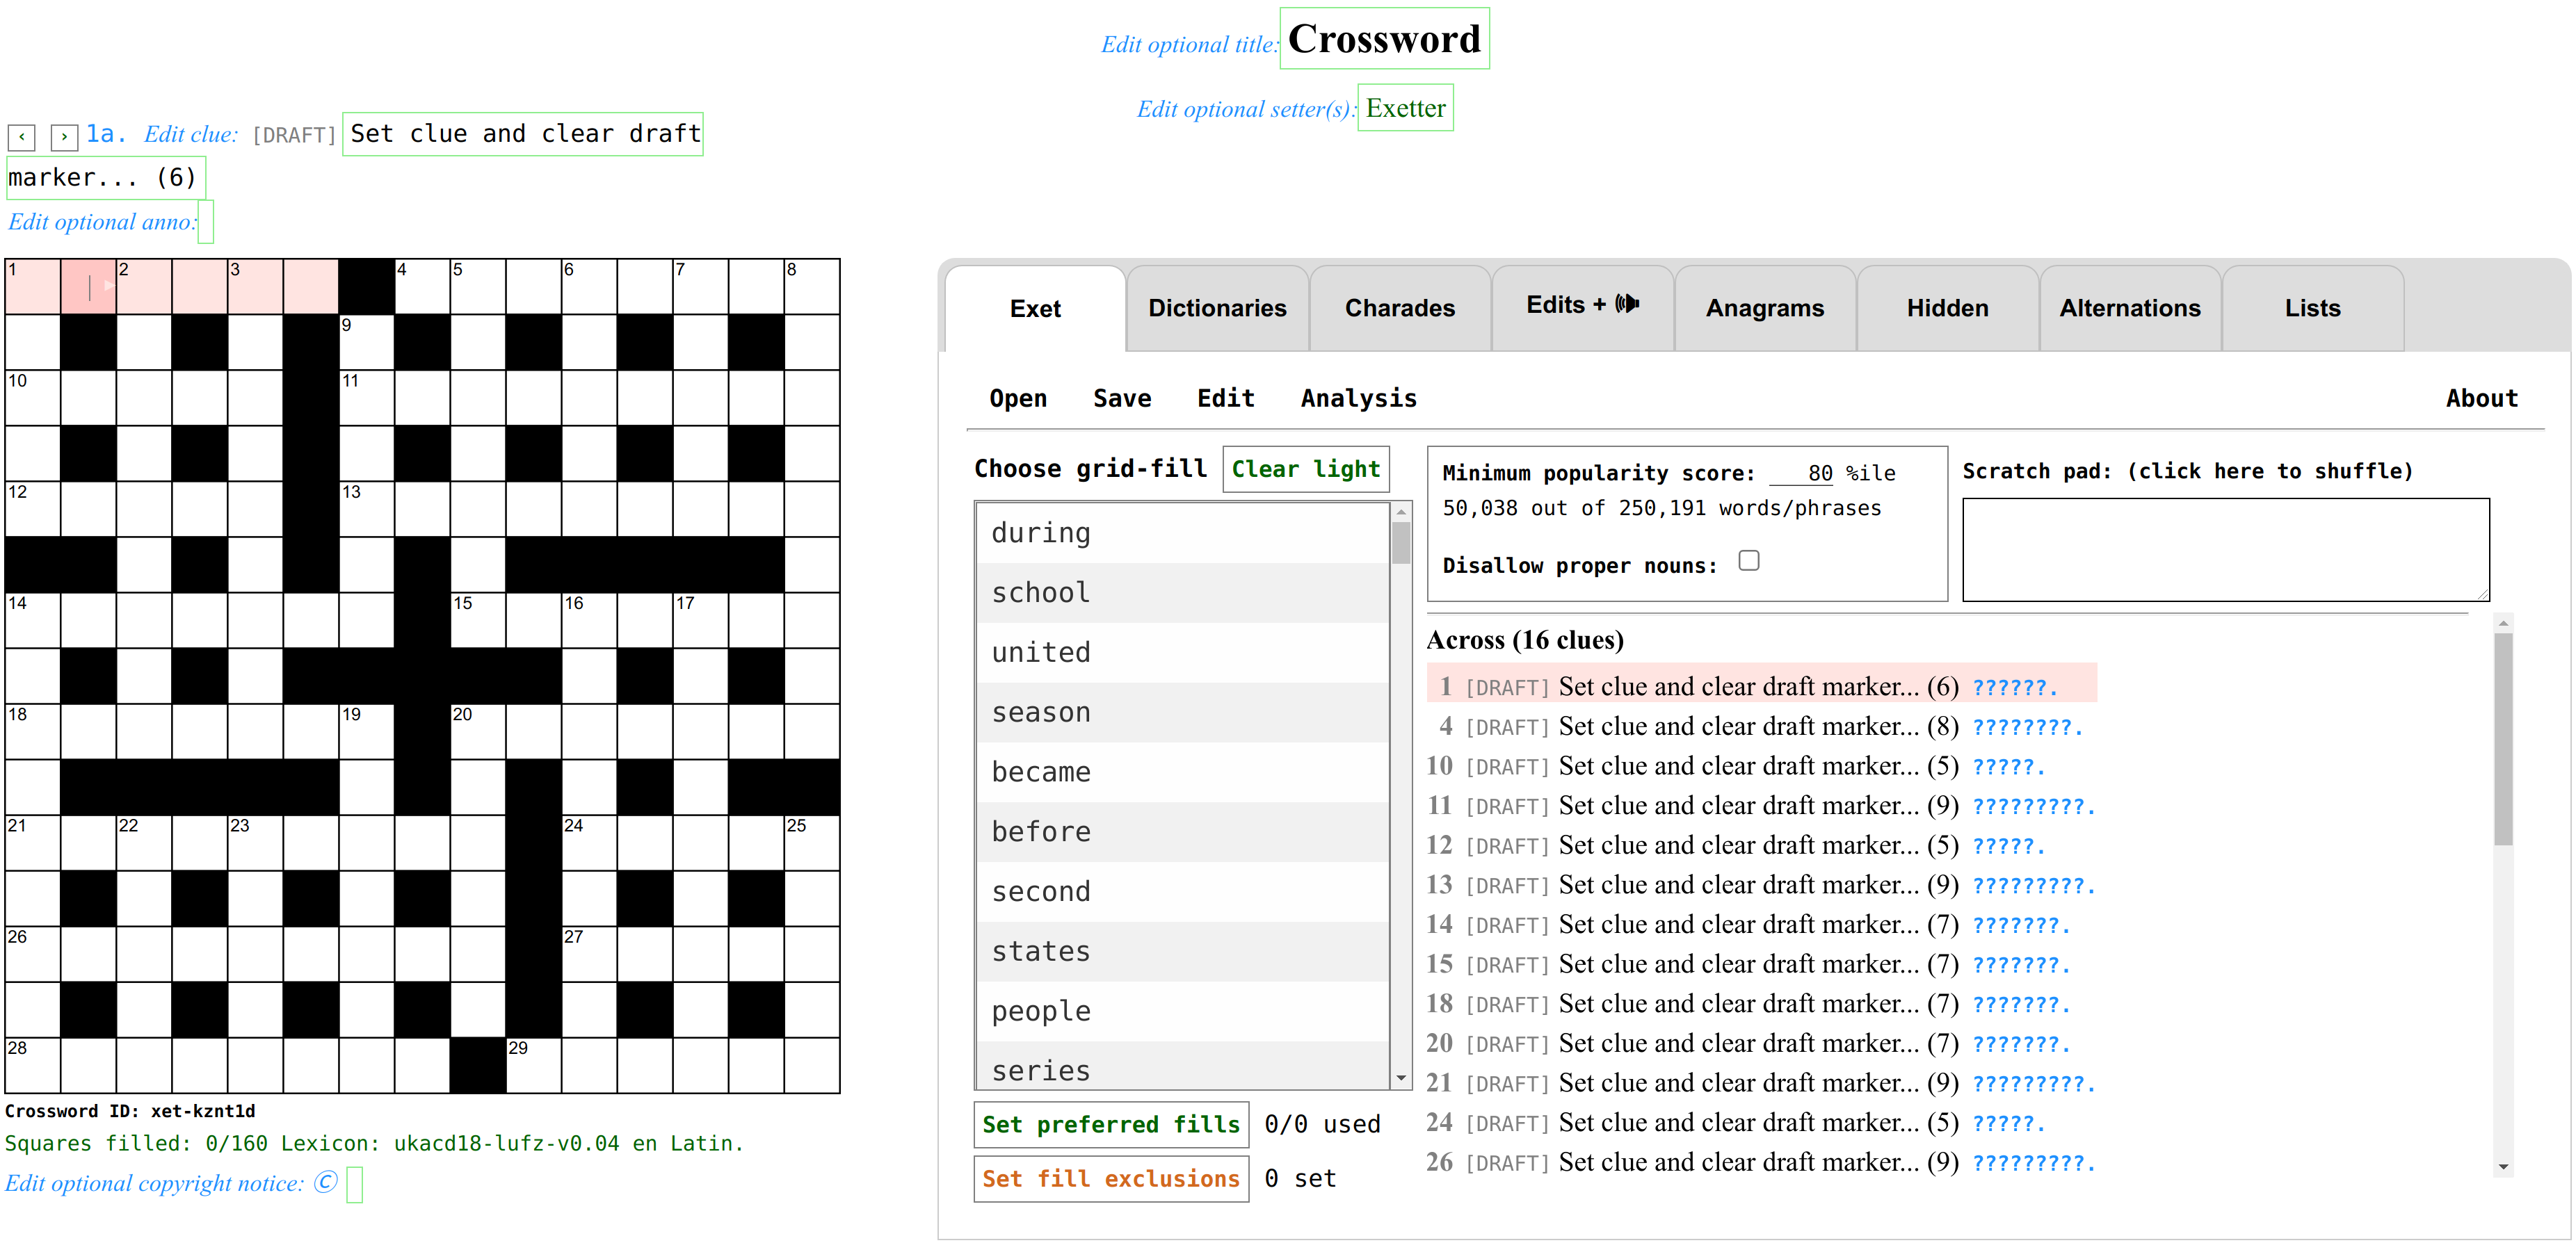 Edit optional title: Crossword
Edit optional setter(s): Exetter
‹ › 1a. Edit clue: [DRAFT] Set clue and clear draft
marker... (6)
Edit optional anno:
1 2 3 4 5 6 7 8
9
10 11
12 13
14 15 16 17
18 19 20
21 22 23 24 25
26 27
28 29
Crossword ID: xet-kznt1d
Squares filled: 0/160 Lexicon: ukacd18-lufz-v0.04 en Latin.
Edit optional copyright notice: ©
Exet Dictionaries Charades Edits + Anagrams Hidden Alternations Lists
Open Save Edit Analysis About
Choose grid-fill Clear light
during
school
united
season
became
before
second
states
people
series
Set preferred fills 0/0 used
Set fill exclusions 0 set
Minimum popularity score: 80 %ile
50,038 out of 250,191 words/phrases
Disallow proper nouns:
Scratch pad: (click here to shuffle)
Across (16 clues)
1 [DRAFT] Set clue and clear draft marker... (6) ??????.
4 [DRAFT] Set clue and clear draft marker... (8) ????????.
10 [DRAFT] Set clue and clear draft marker... (5) ?????.
11 [DRAFT] Set clue and clear draft marker... (9) ?????????.
12 [DRAFT] Set clue and clear draft marker... (5) ?????.
13 [DRAFT] Set clue and clear draft marker... (9) ?????????.
14 [DRAFT] Set clue and clear draft marker... (7) ???????.
15 [DRAFT] Set clue and clear draft marker... (7) ???????.
18 [DRAFT] Set clue and clear draft marker... (7) ???????.
20 [DRAFT] Set clue and clear draft marker... (7) ???????.
21 [DRAFT] Set clue and clear draft marker... (9) ?????????.
24 [DRAFT] Set clue and clear draft marker... (5) ?????.
26 [DRAFT] Set clue and clear draft marker... (9) ?????????.